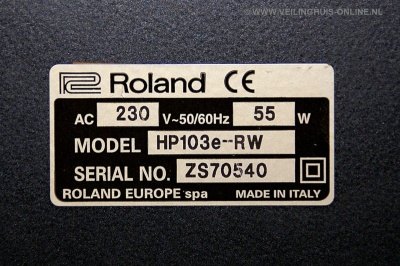 © WWW.VEILINGHUIS-ONLINE.NL
Roland CE
AC 230 V~50/60Hz 55 W
MODEL HP103e--RW
SERIAL NO. ZS70540
ROLAND EUROPE spa MADE IN ITALY